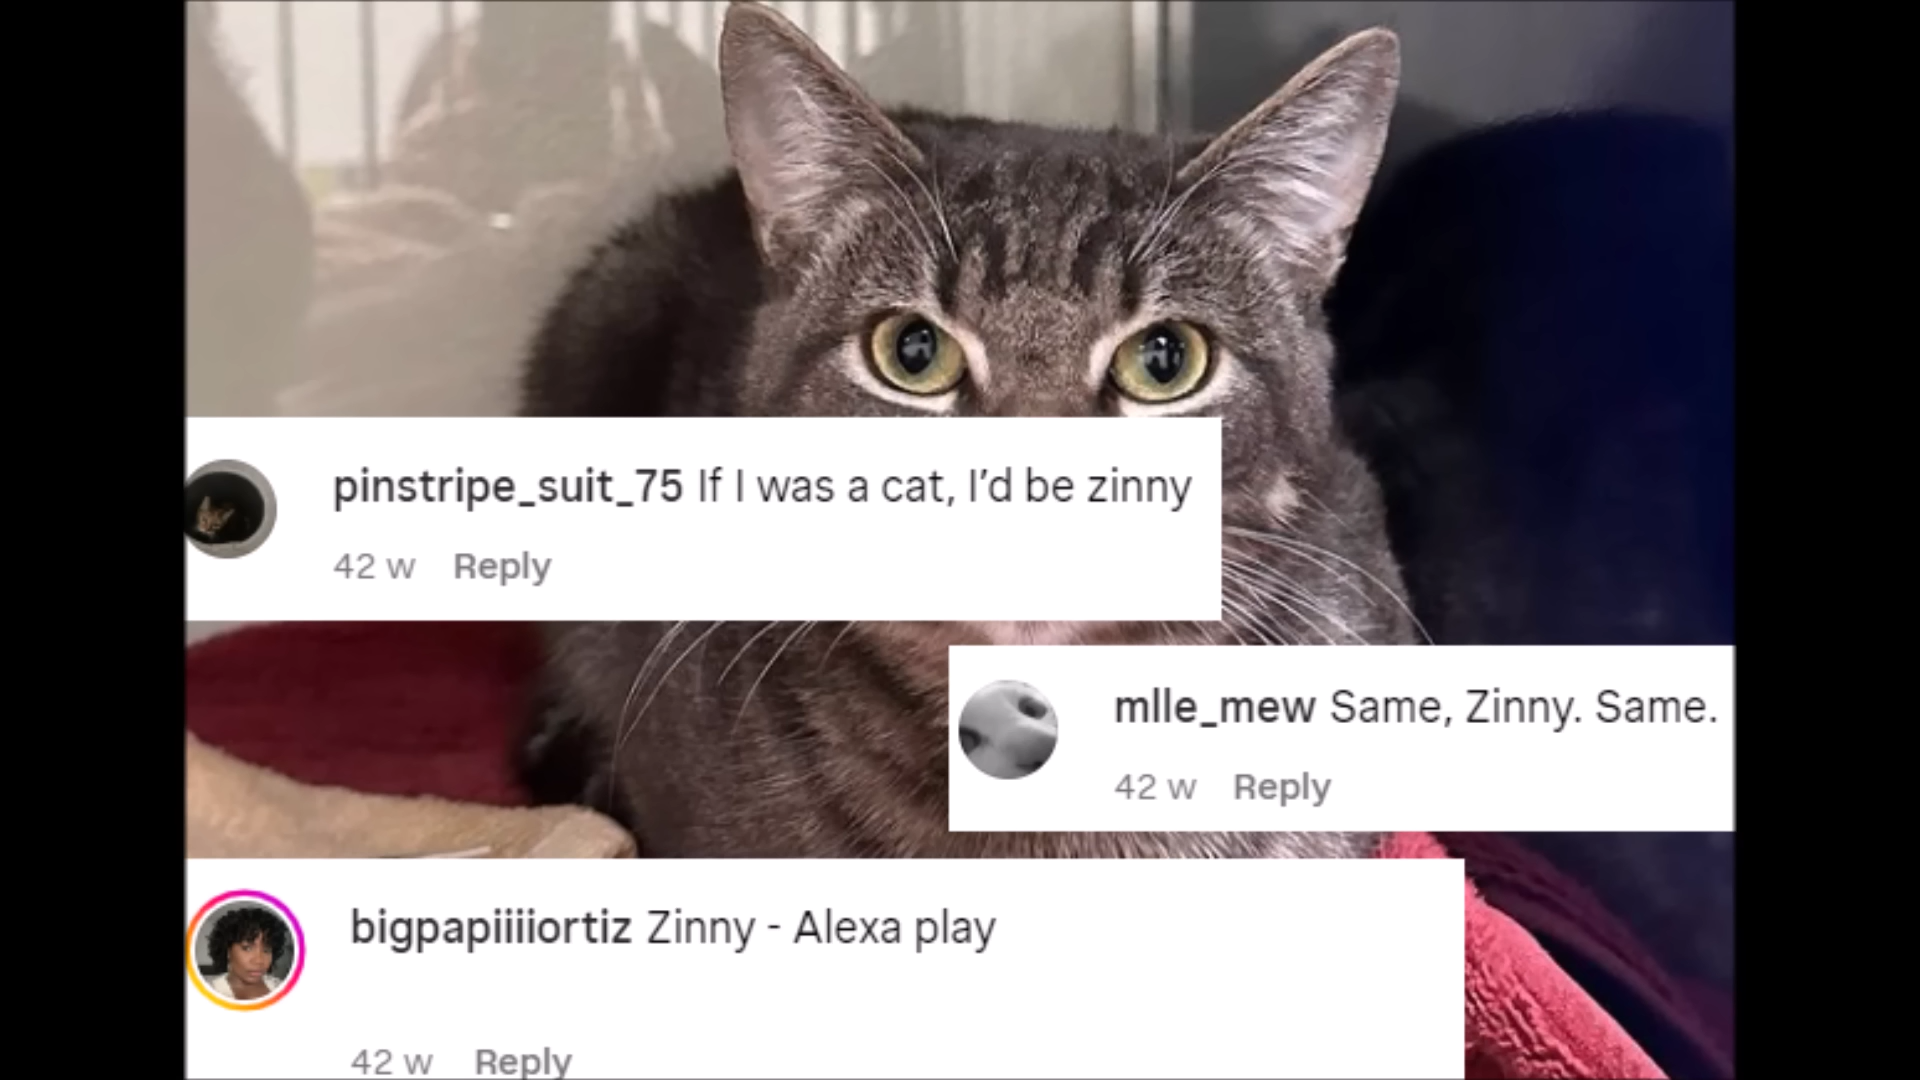 pinstripe_suit_75 If I was a cat, I’d be zinny
42 w Reply
mlle_mew Same, Zinny. Same.
42 w Reply
bigpapiiiiortiz Zinny - Alexa play
42 w Reply